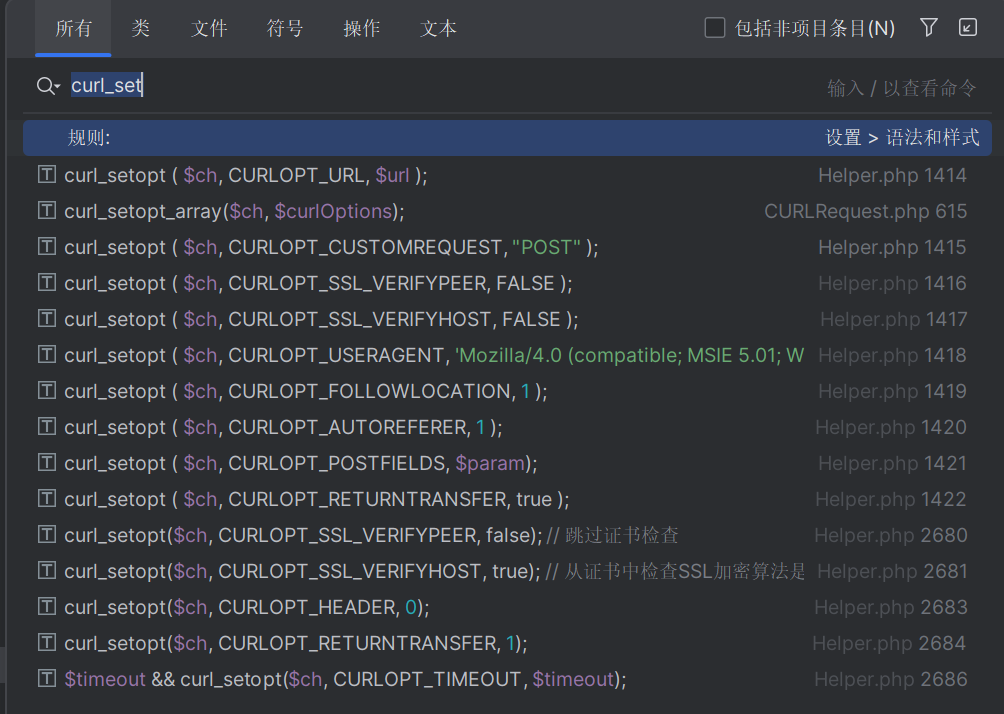 所有 类 文件 符号 操作 文本 包括非项目条目(N)
curl_set 输入 / 以查看命令
规则: 设置 > 语法和样式
curl_setopt ( $ch, CURLOPT_URL, $url ); Helper.php 1414
curl_setopt_array($ch, $curlOptions); CURLRequest.php 615
curl_setopt ( $ch, CURLOPT_CUSTOMREQUEST, "POST" ); Helper.php 1415
curl_setopt ( $ch, CURLOPT_SSL_VERIFYPEER, FALSE ); Helper.php 1416
curl_setopt ( $ch, CURLOPT_SSL_VERIFYHOST, FALSE ); Helper.php 1417
curl_setopt ( $ch, CURLOPT_USERAGENT, 'Mozilla/4.0 (compatible; MSIE 5.01; W Helper.php 1418
curl_setopt ( $ch, CURLOPT_FOLLOWLOCATION, 1 ); Helper.php 1419
curl_setopt ( $ch, CURLOPT_AUTOREFERER, 1 ); Helper.php 1420
curl_setopt ( $ch, CURLOPT_POSTFIELDS, $param); Helper.php 1421
curl_setopt ( $ch, CURLOPT_RETURNTRANSFER, true ); Helper.php 1422
curl_setopt($ch, CURLOPT_SSL_VERIFYPEER, false); // 跳过证书检查 Helper.php 2680
curl_setopt($ch, CURLOPT_SSL_VERIFYHOST, true); // 从证书中检查SSL加密算法是 Helper.php 2681
curl_setopt($ch, CURLOPT_HEADER, 0); Helper.php 2683
curl_setopt($ch, CURLOPT_RETURNTRANSFER, 1); Helper.php 2684
$timeout && curl_setopt($ch, CURLOPT_TIMEOUT, $timeout); Helper.php 2686